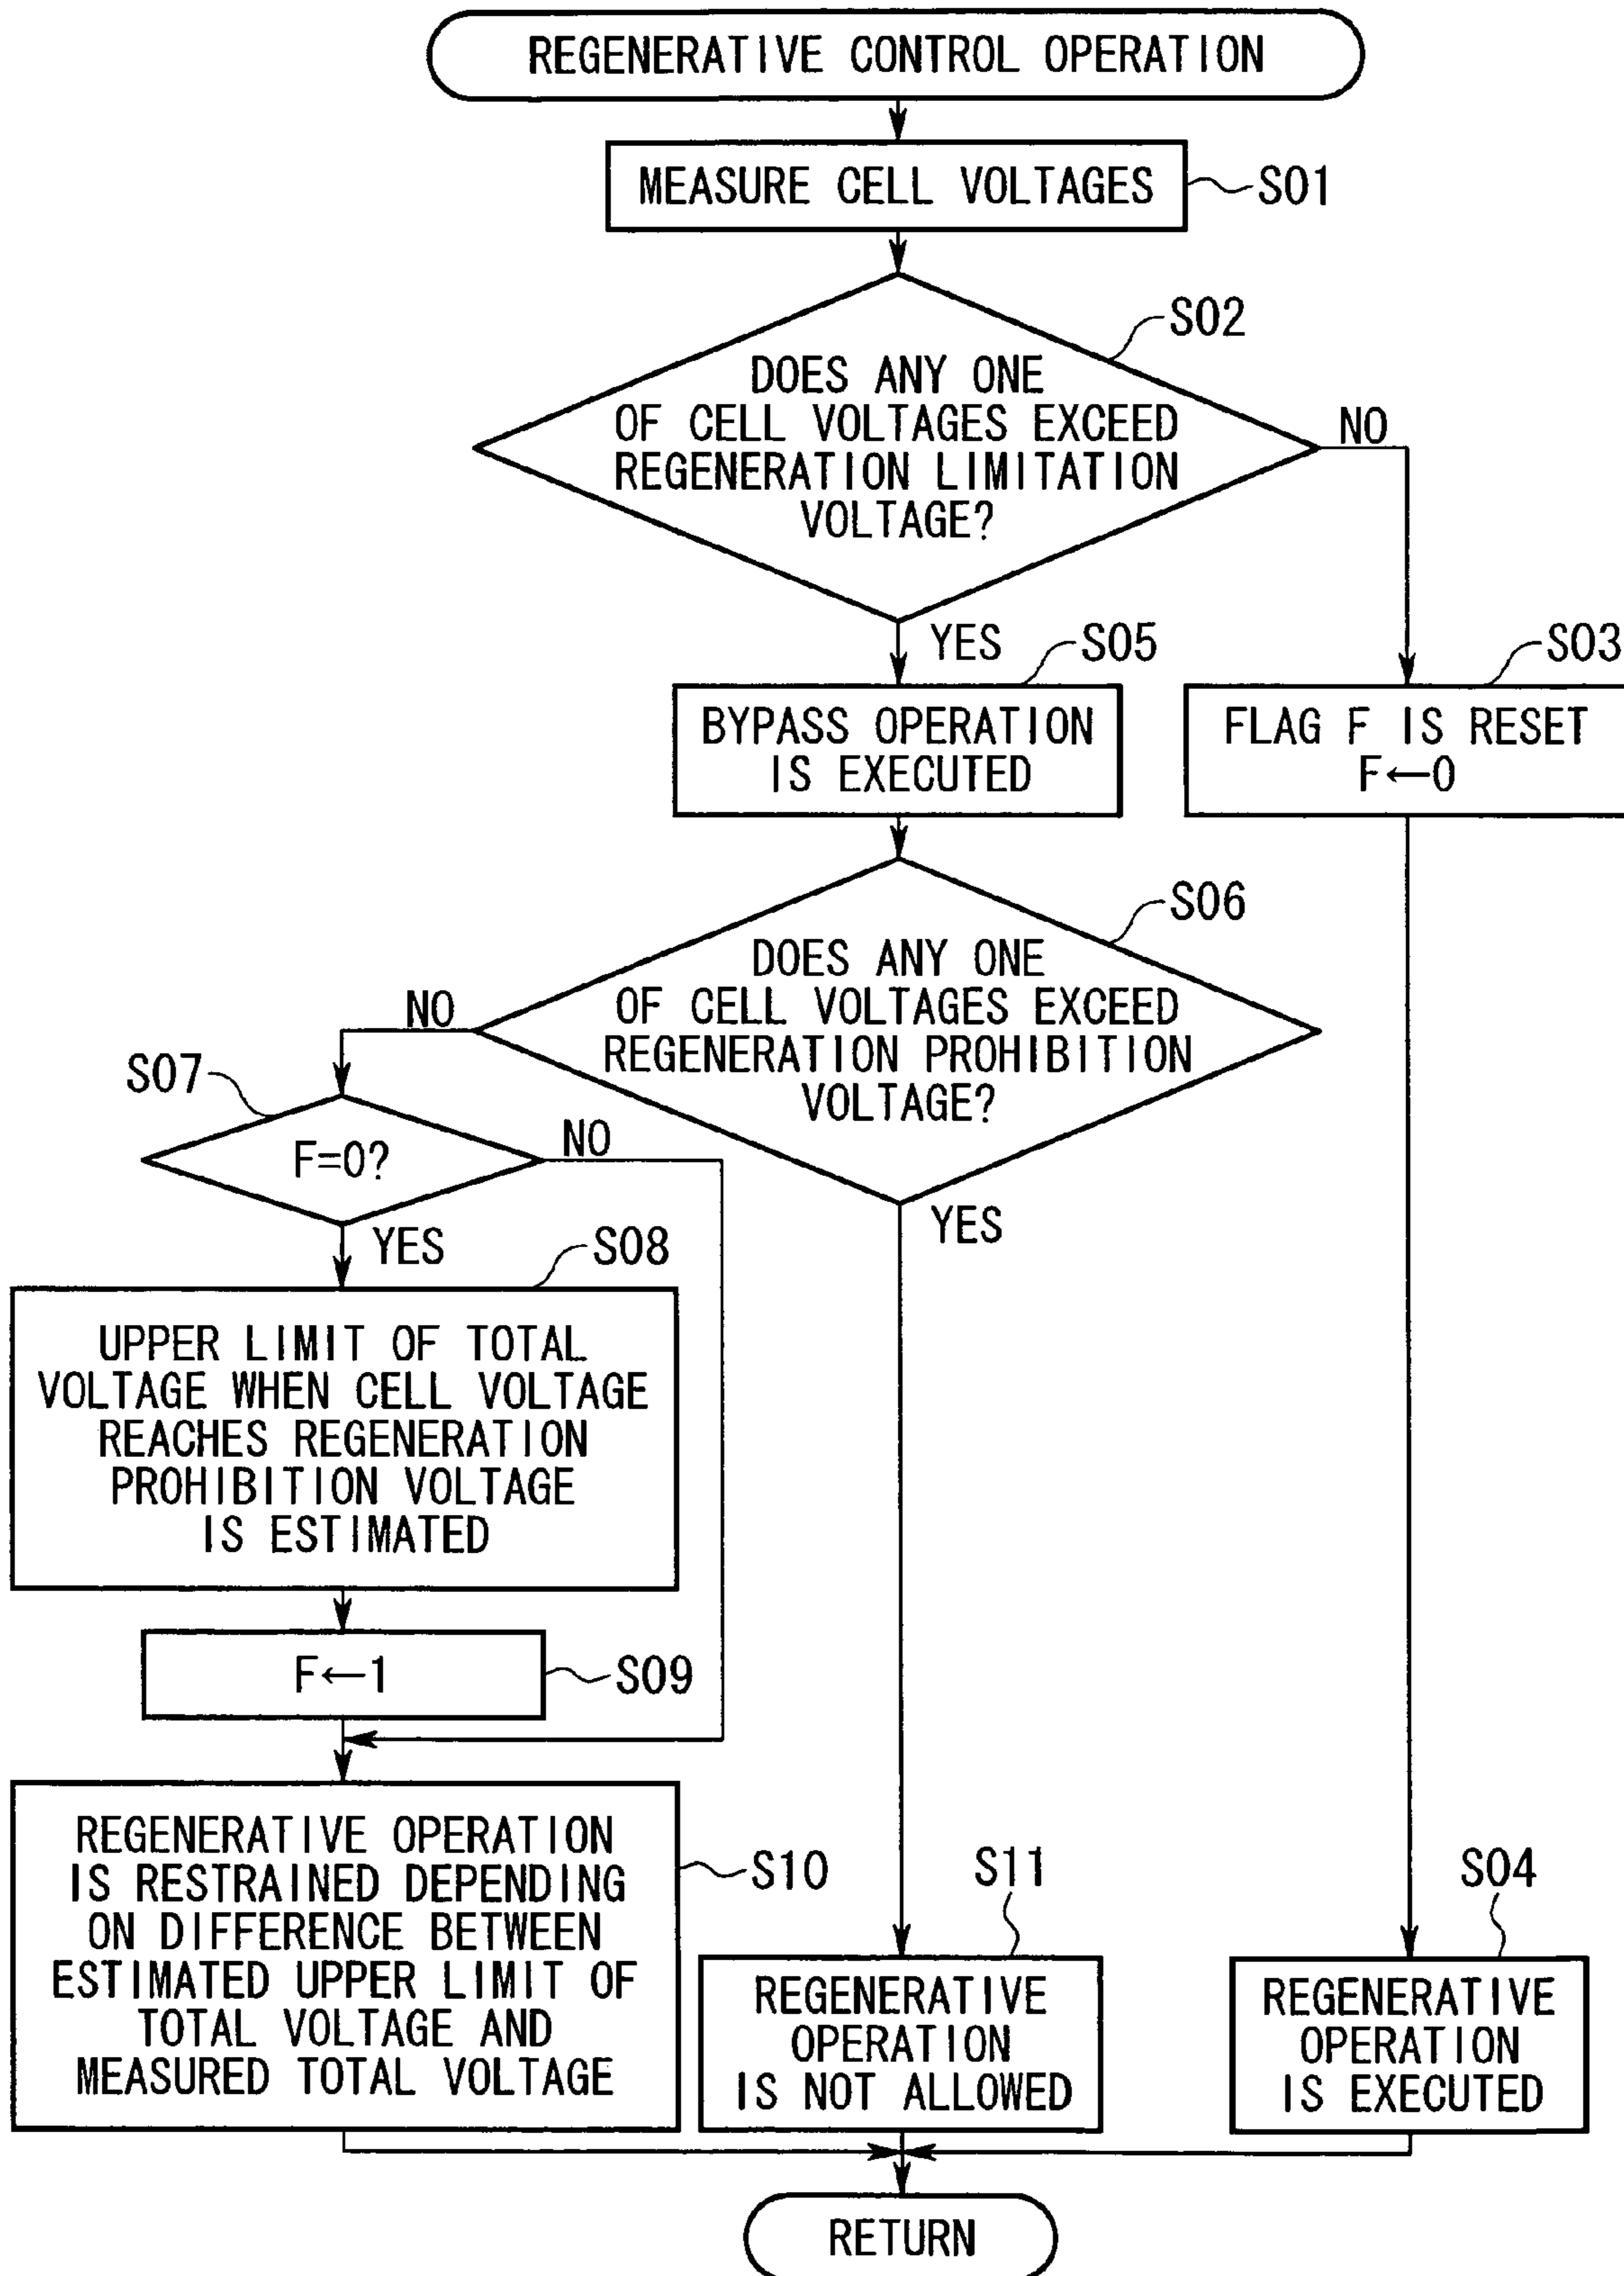 REGENERATIVE CONTROL OPERATION
MEASURE CELL VOLTAGES
S01
S02
DOES ANY ONE
OF CELL VOLTAGES EXCEED
REGENERATION LIMITATION
VOLTAGE?
NO
YES
S05
S03
BYPASS OPERATION
IS EXECUTED
FLAG F IS RESET
F←0
S06
DOES ANY ONE
OF CELL VOLTAGES EXCEED
REGENERATION PROHIBITION
VOLTAGE?
NO
S07
F=0?
NO
YES
YES
S08
UPPER LIMIT OF TOTAL
VOLTAGE WHEN CELL VOLTAGE
REACHES REGENERATION
PROHIBITION VOLTAGE
IS ESTIMATED
F←1
S09
REGENERATIVE OPERATION
IS RESTRAINED DEPENDING
ON DIFFERENCE BETWEEN
ESTIMATED UPPER LIMIT OF
TOTAL VOLTAGE AND
MEASURED TOTAL VOLTAGE
S10
S11
REGENERATIVE
OPERATION
IS NOT ALLOWED
S04
REGENERATIVE
OPERATION
IS EXECUTED
RETURN